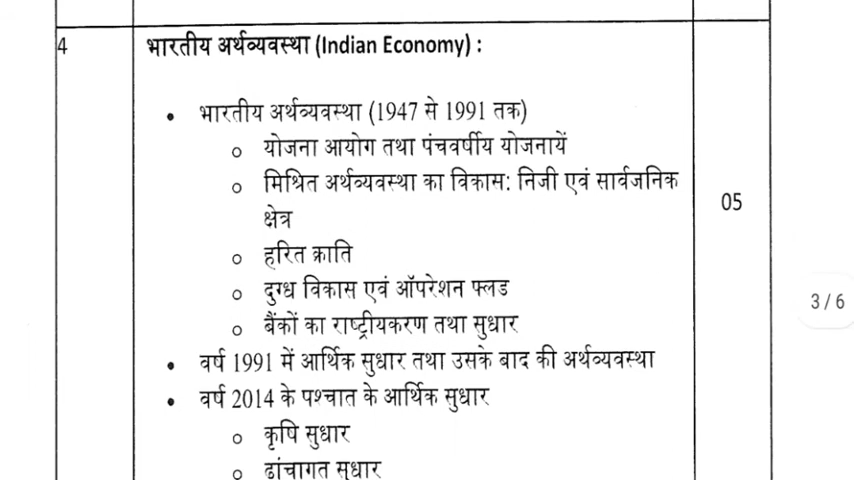 4
भारतीय अर्थव्यवस्था (Indian Economy) :
• भारतीय अर्थव्यवस्था (1947 से 1991 तक)
o योजना आयोग तथा पंचवर्षीय योजनायें
o मिश्रित अर्थव्यवस्था का विकास: निजी एवं सार्वजनिक
क्षेत्र
05
o हरित क्राति
o दुग्ध विकास एवं ऑपरेशन फ्लड
o बैंकों का राष्ट्रीयकरण तथा सुधार
3 / 6
• वर्ष 1991 में आर्थिक सुधार तथा उसके बाद की अर्थव्यवस्था
• वर्ष 2014 के पश्चात के आर्थिक सुधार
o कृषि सुधार
o ढांचागत सुधार